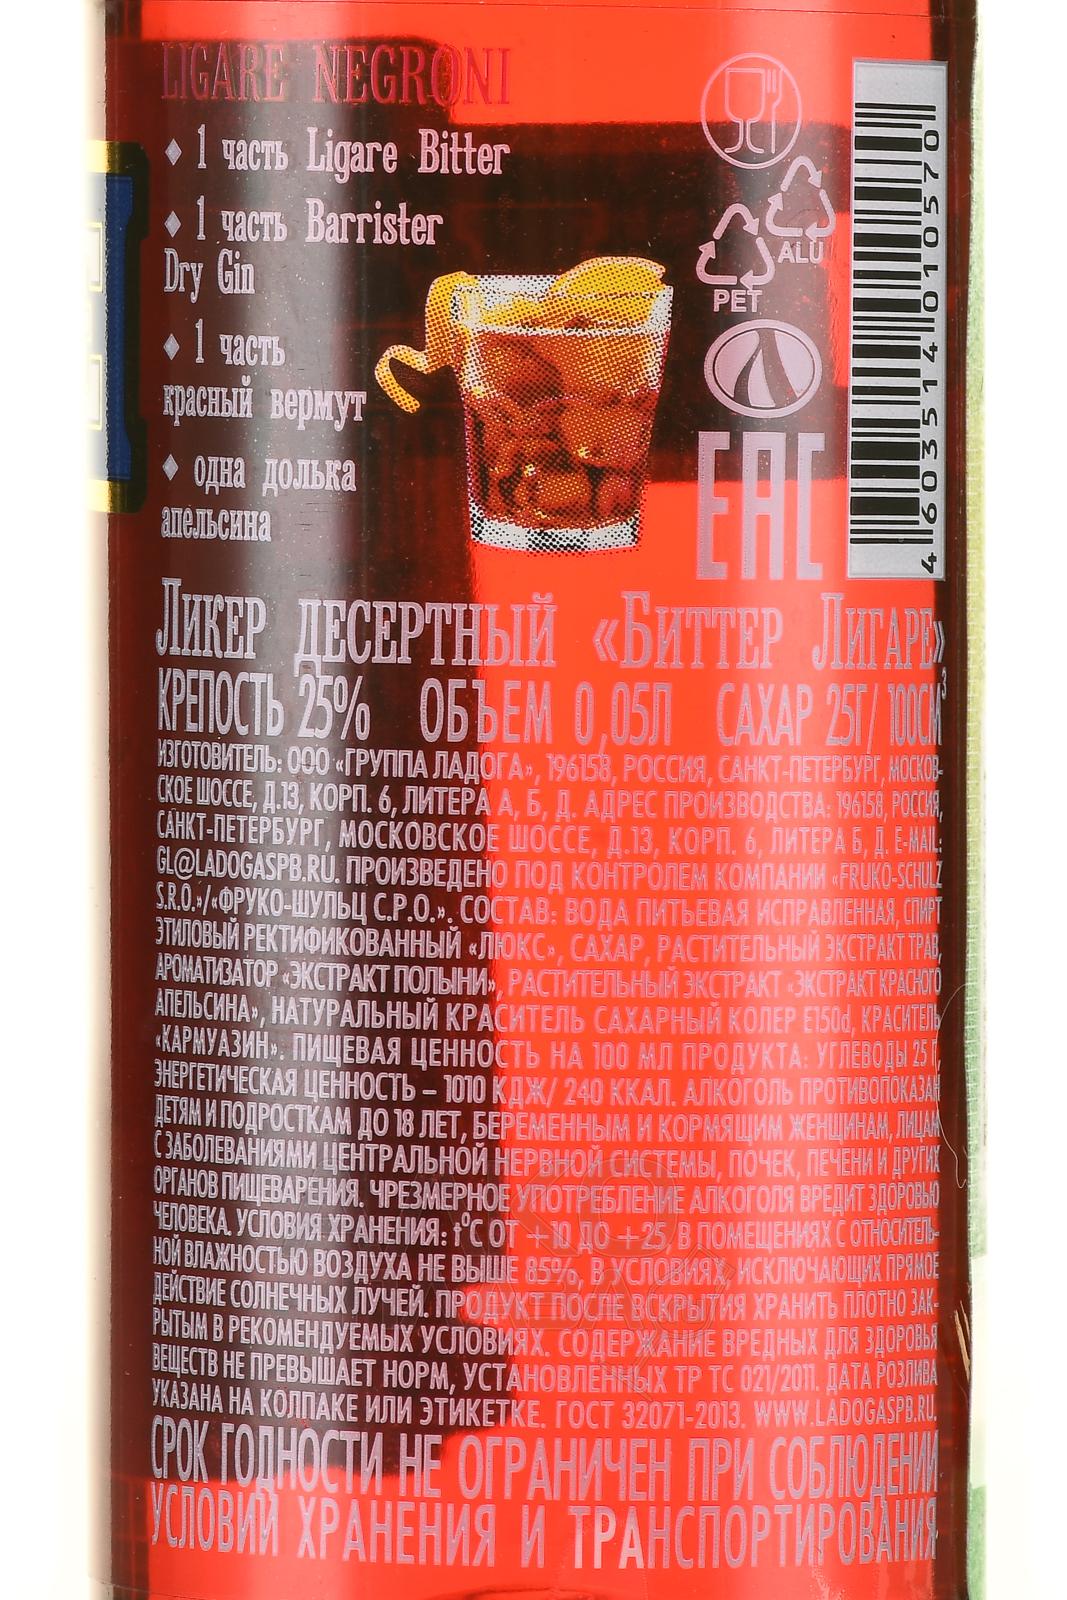 LIGARE NEGRONI
◆ 1 часть Ligare Bitter
◆ 1 часть Barrister
Dry Gin
◆ 1 часть
красный вермут
◆ одна долька
апельсина
ALU
PET
EAC
4603514010570
ЛИКЕР ДЕСЕРТНЫЙ «БИТТЕР ЛИГАРЕ»
КРЕПОСТЬ 25% ОБЪЕМ 0,05Л САХАР 25Г/100СМ³
ИЗГОТОВИТЕЛЬ: ООО «ГРУППА ЛАДОГА», 196158, РОССИЯ, САНКТ-ПЕТЕРБУРГ, МОСКОВ-
СКОЕ ШОССЕ, Д.13, КОРП. 6, ЛИТЕРА А, Б, Д. АДРЕС ПРОИЗВОДСТВА: 196158, РОССИЯ,
САНКТ-ПЕТЕРБУРГ, МОСКОВСКОЕ ШОССЕ, Д.13, КОРП. 6, ЛИТЕРА Б, Д. E-MAIL:
GL@LADOGASPB.RU. ПРОИЗВЕДЕНО ПОД КОНТРОЛЕМ КОМПАНИИ «FRUKO-SCHULZ
S.R.O.»/«ФРУКО-ШУЛЬЦ С.Р.О.». СОСТАВ: ВОДА ПИТЬЕВАЯ ИСПРАВЛЕННАЯ, СПИРТ
ЭТИЛОВЫЙ РЕКТИФИКОВАННЫЙ «ЛЮКС», САХАР, РАСТИТЕЛЬНЫЙ ЭКСТРАКТ ТРАВ,
АРОМАТИЗАТОР «ЭКСТРАКТ ПОЛЫНИ», РАСТИТЕЛЬНЫЙ ЭКСТРАКТ «ЭКСТРАКТ КРАСНОГО
АПЕЛЬСИНА», НАТУРАЛЬНЫЙ КРАСИТЕЛЬ САХАРНЫЙ КОЛЕР E150d, КРАСИТЕЛЬ
«КАРМУАЗИН». ПИЩЕВАЯ ЦЕННОСТЬ НА 100 МЛ ПРОДУКТА: УГЛЕВОДЫ 25 Г,
ЭНЕРГЕТИЧЕСКАЯ ЦЕННОСТЬ – 1010 КДЖ/ 240 ККАЛ. АЛКОГОЛЬ ПРОТИВОПОКАЗАН
ДЕТЯМ И ПОДРОСТКАМ ДО 18 ЛЕТ, БЕРЕМЕННЫМ И КОРМЯЩИМ ЖЕНЩИНАМ, ЛИЦАМ
С ЗАБОЛЕВАНИЯМИ ЦЕНТРАЛЬНОЙ НЕРВНОЙ СИСТЕМЫ, ПОЧЕК, ПЕЧЕНИ И ДРУГИХ
ОРГАНОВ ПИЩЕВАРЕНИЯ. ЧРЕЗМЕРНОЕ УПОТРЕБЛЕНИЕ АЛКОГОЛЯ ВРЕДИТ ЗДОРОВЬЮ
ЧЕЛОВЕКА. УСЛОВИЯ ХРАНЕНИЯ: t°C ОТ +10 ДО +25, В ПОМЕЩЕНИЯХ С ОТНОСИТЕЛЬ-
НОЙ ВЛАЖНОСТЬЮ ВОЗДУХА НЕ ВЫШЕ 85%, В УСЛОВИЯХ, ИСКЛЮЧАЮЩИХ ПРЯМОЕ
ДЕЙСТВИЕ СОЛНЕЧНЫХ ЛУЧЕЙ. ПРОДУКТ ПОСЛЕ ВСКРЫТИЯ ХРАНИТЬ ПЛОТНО ЗАК-
РЫТЫМ В РЕКОМЕНДУЕМЫХ УСЛОВИЯХ. СОДЕРЖАНИЕ ВРЕДНЫХ ДЛЯ ЗДОРОВЬЯ
ВЕЩЕСТВ НЕ ПРЕВЫШАЕТ НОРМ, УСТАНОВЛЕННЫХ ТР ТС 021/2011. ДАТА РОЗЛИВА
УКАЗАНА НА КОЛПАКЕ ИЛИ ЭТИКЕТКЕ. ГОСТ 32071-2013. WWW.LADOGASPB.RU.
СРОК ГОДНОСТИ НЕ ОГРАНИЧЕН ПРИ СОБЛЮДЕНИИ
УСЛОВИЙ ХРАНЕНИЯ И ТРАНСПОРТИРОВАНИЯ.